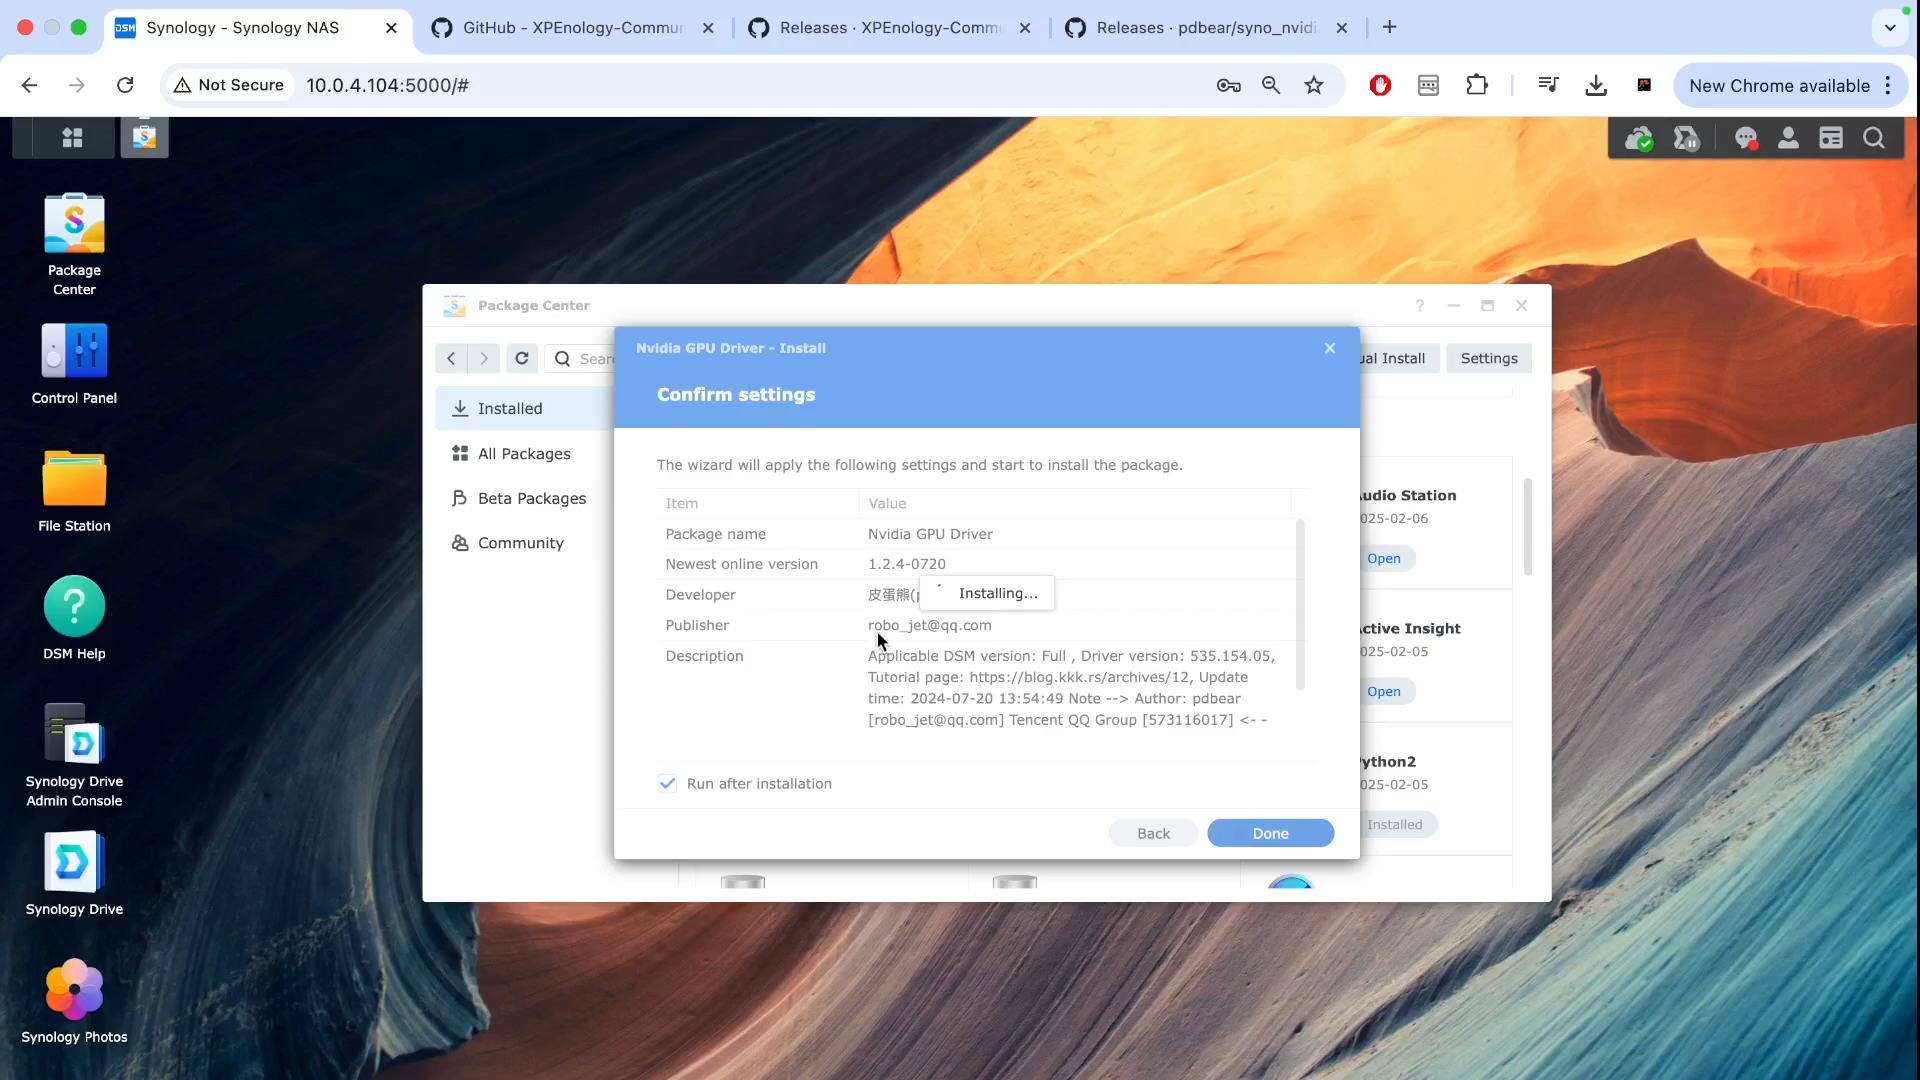 Synology - Synology NAS
GitHub - XPEnology-Commun
Releases · XPEnology-Comm
Releases · pdbear/syno_nvidi
Not Secure
10.0.4.104:5000/#
New Chrome available
Package
Center
Control Panel
File Station
DSM Help
Synology Drive
Admin Console
Synology Drive
Synology Photos
Package Center
Sear
ual Install
Settings
Installed
All Packages
Beta Packages
Community
Nvidia GPU Driver - Install
Confirm settings
The wizard will apply the following settings and start to install the package.
Item
Value
Package name
Nvidia GPU Driver
Newest online version
1.2.4-0720
Developer
皮蛋熊(
Installing...
Publisher
robo_jet@qq.com
Description
Applicable DSM version: Full , Driver version: 535.154.05,
Tutorial page: https://blog.kkk.rs/archives/12, Update
time: 2024-07-20 13:54:49 Note --> Author: pdbear
[robo_jet@qq.com] Tencent QQ Group [573116017] <- -
Run after installation
Back
Done
udio Station
025-02-06
Open
ctive Insight
025-02-05
Open
ython2
025-02-05
Installed